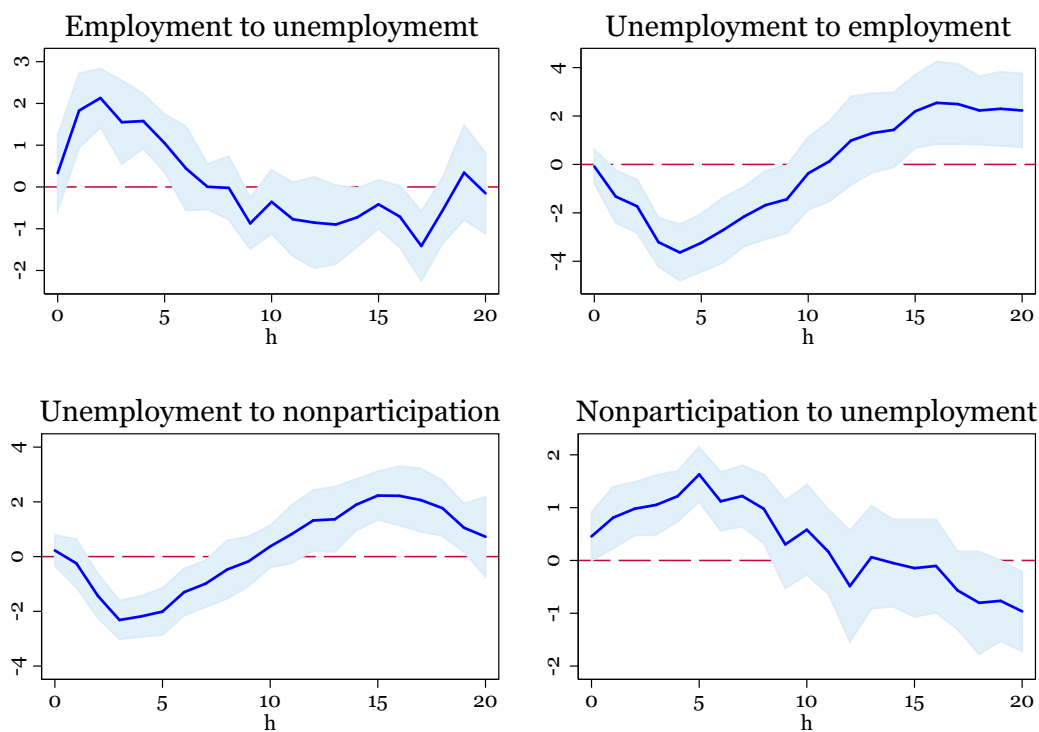 Employment to unemploymemt
3
2
1
0
-1
-2
0 5 10 15 20
h
Unemployment to employment
4
2
0
-2
-4
0 5 10 15 20
h
Unemployment to nonparticipation
4
2
0
-2
-4
0 5 10 15 20
h
Nonparticipation to unemployment
2
1
0
-1
-2
0 5 10 15 20
h